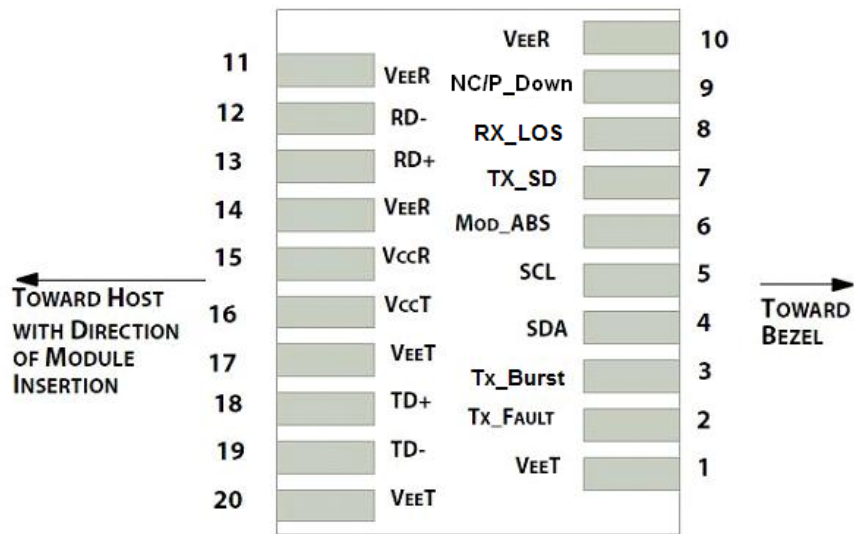 VEER 10
11 VEER
NC/P_Down 9
12 RD-
RX_LOS 8
13 RD+
TX_SD 7
14 VEER
MOD_ABS 6
15 VCCR
SCL 5
TOWARD HOST
WITH DIRECTION
OF MODULE
INSERTION
TOWARD
BEZEL
16 VCCT
SDA 4
17 VEET
Tx_Burst 3
18 TD+
TX_FAULT 2
19 TD-
VEET 1
20 VEET